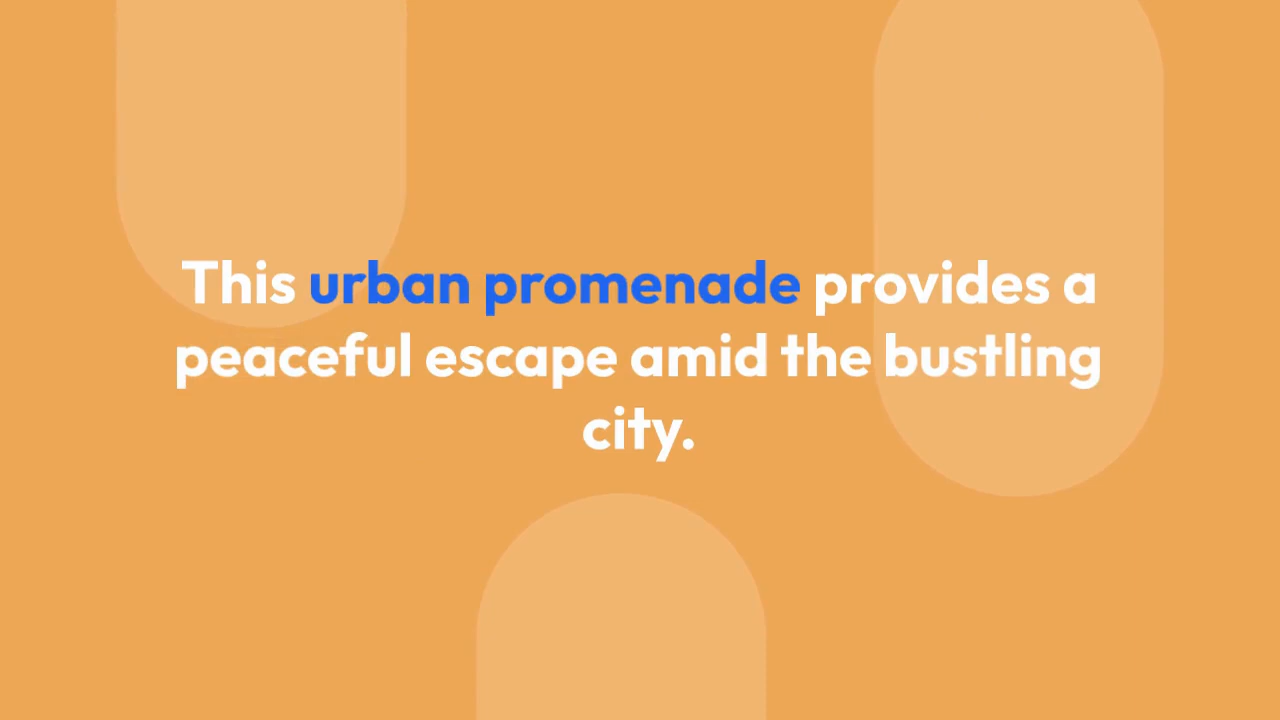 This urban promenade provides a
peaceful escape amid the bustling
city.